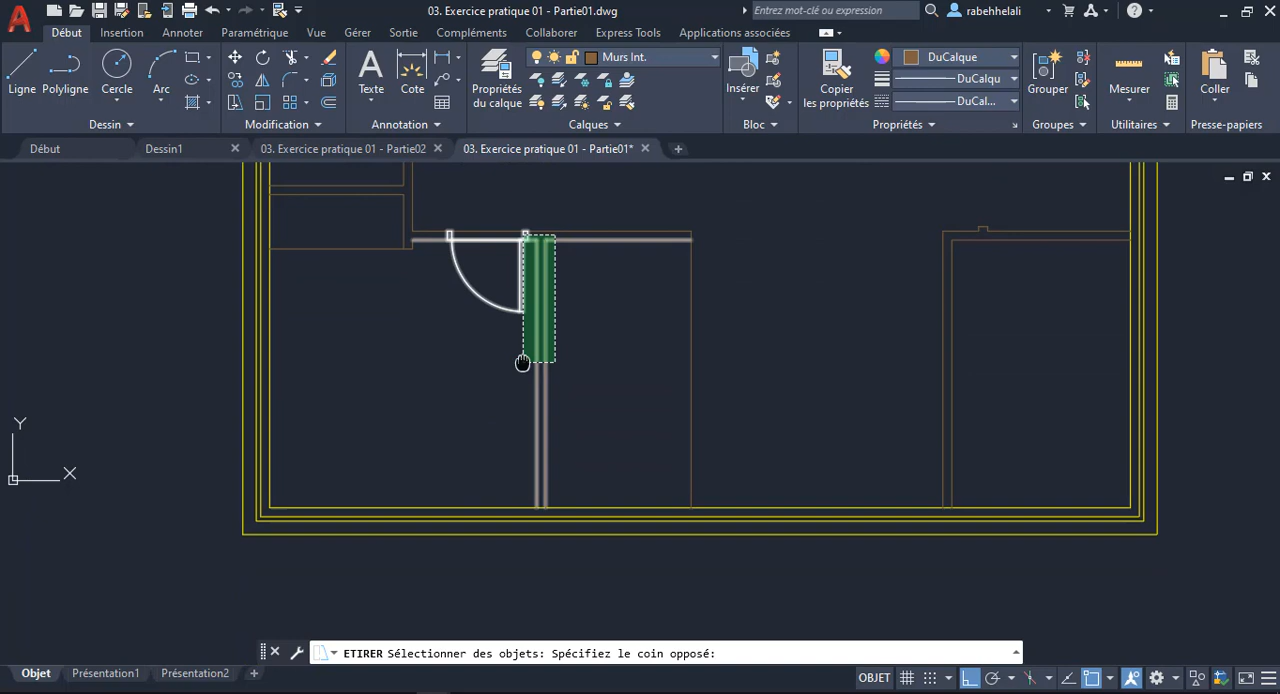 03. Exercice pratique 01 - Partie01.dwg
Entrez mot-clé ou expression
rabehhelali
Début Insertion Annoter Paramétrique Vue Gérer Sortie Compléments Collaborer Express Tools Applications associées
Murs Int.
DuCalque
DuCalqu
DuCal...
Ligne Polyligne Cercle Arc
Texte Cote
Propriétés
du calque
Insérer
Copier
les propriétés
Grouper
Mesurer
Coller
Dessin Modification Annotation Calques Bloc Propriétés Groupes Utilitaires Presse-papiers
Début Dessin1 03. Exercice pratique 01 - Partie02 03. Exercice pratique 01 - Partie01*
Y
X
ETIRER Sélectionner des objets: Spécifiez le coin opposé:
Objet Présentation1 Présentation2
OBJET